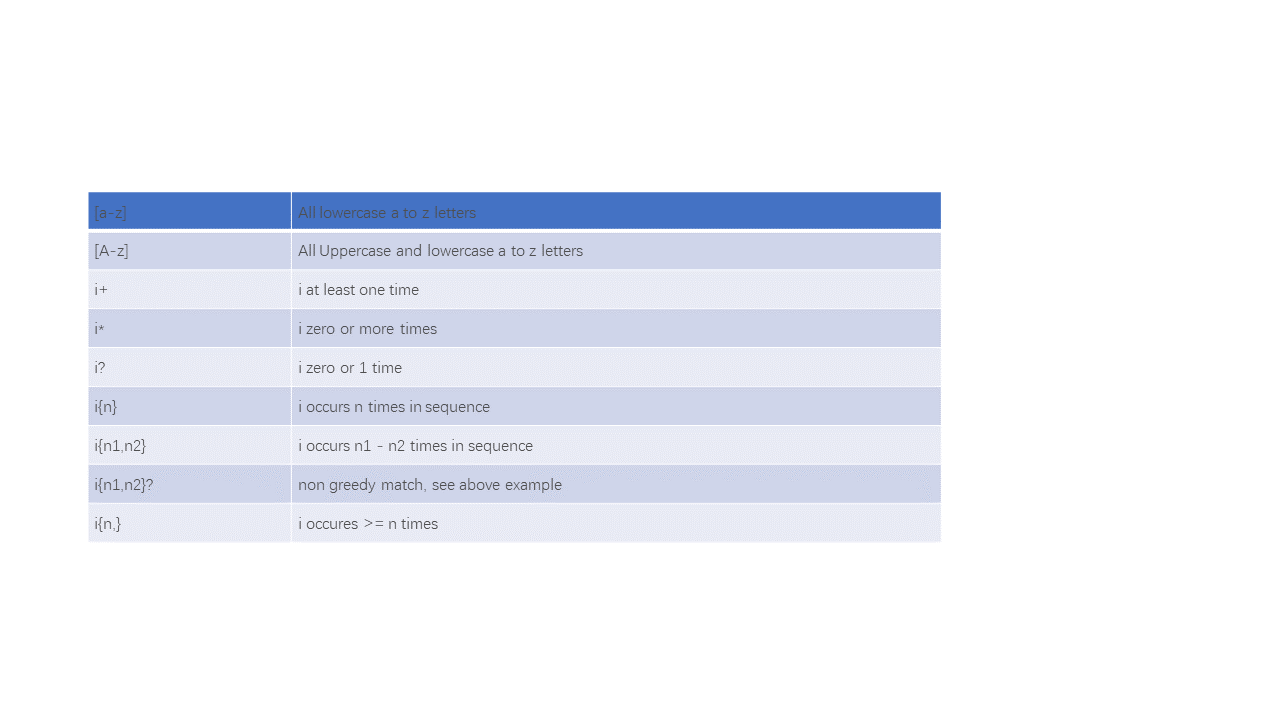 [a-z] All lowercase a to z letters
[A-z] All Uppercase and lowercase a to z letters
i+ i at least one time
i* i zero or more times
i? i zero or 1 time
i{n} i occurs n times in sequence
i{n1,n2} i occurs n1 - n2 times in sequence
i{n1,n2}? non greedy match, see above example
i{n,} i occures >= n times